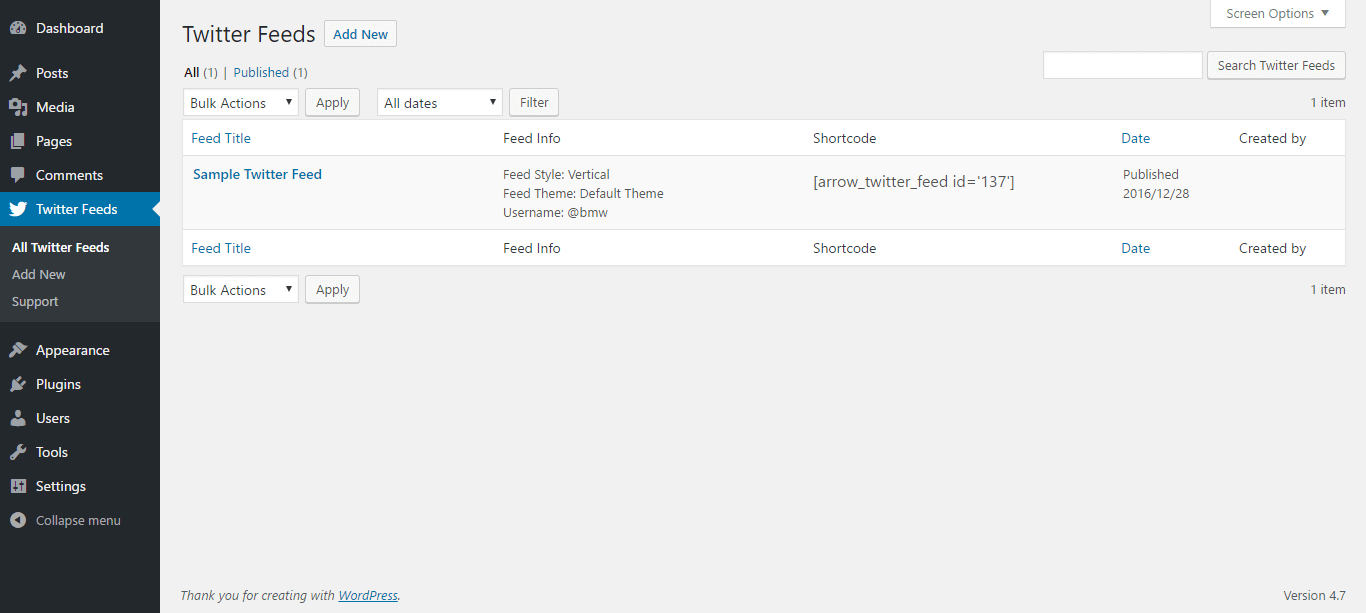 Dashboard
Posts
Media
Pages
Comments
Twitter Feeds
All Twitter Feeds
Add New
Support
Appearance
Plugins
Users
Tools
Settings
Collapse menu
Screen Options
Twitter Feeds Add New
All (1) | Published (1)
Search Twitter Feeds
Bulk Actions Apply All dates Filter 1 item
Feed Title Feed Info Shortcode Date Created by
Sample Twitter Feed
Feed Style: Vertical
Feed Theme: Default Theme
Username: @bmw
[arrow_twitter_feed id='137']
Published
2016/12/28
Feed Title Feed Info Shortcode Date Created by
Bulk Actions Apply 1 item
Thank you for creating with WordPress. Version 4.7